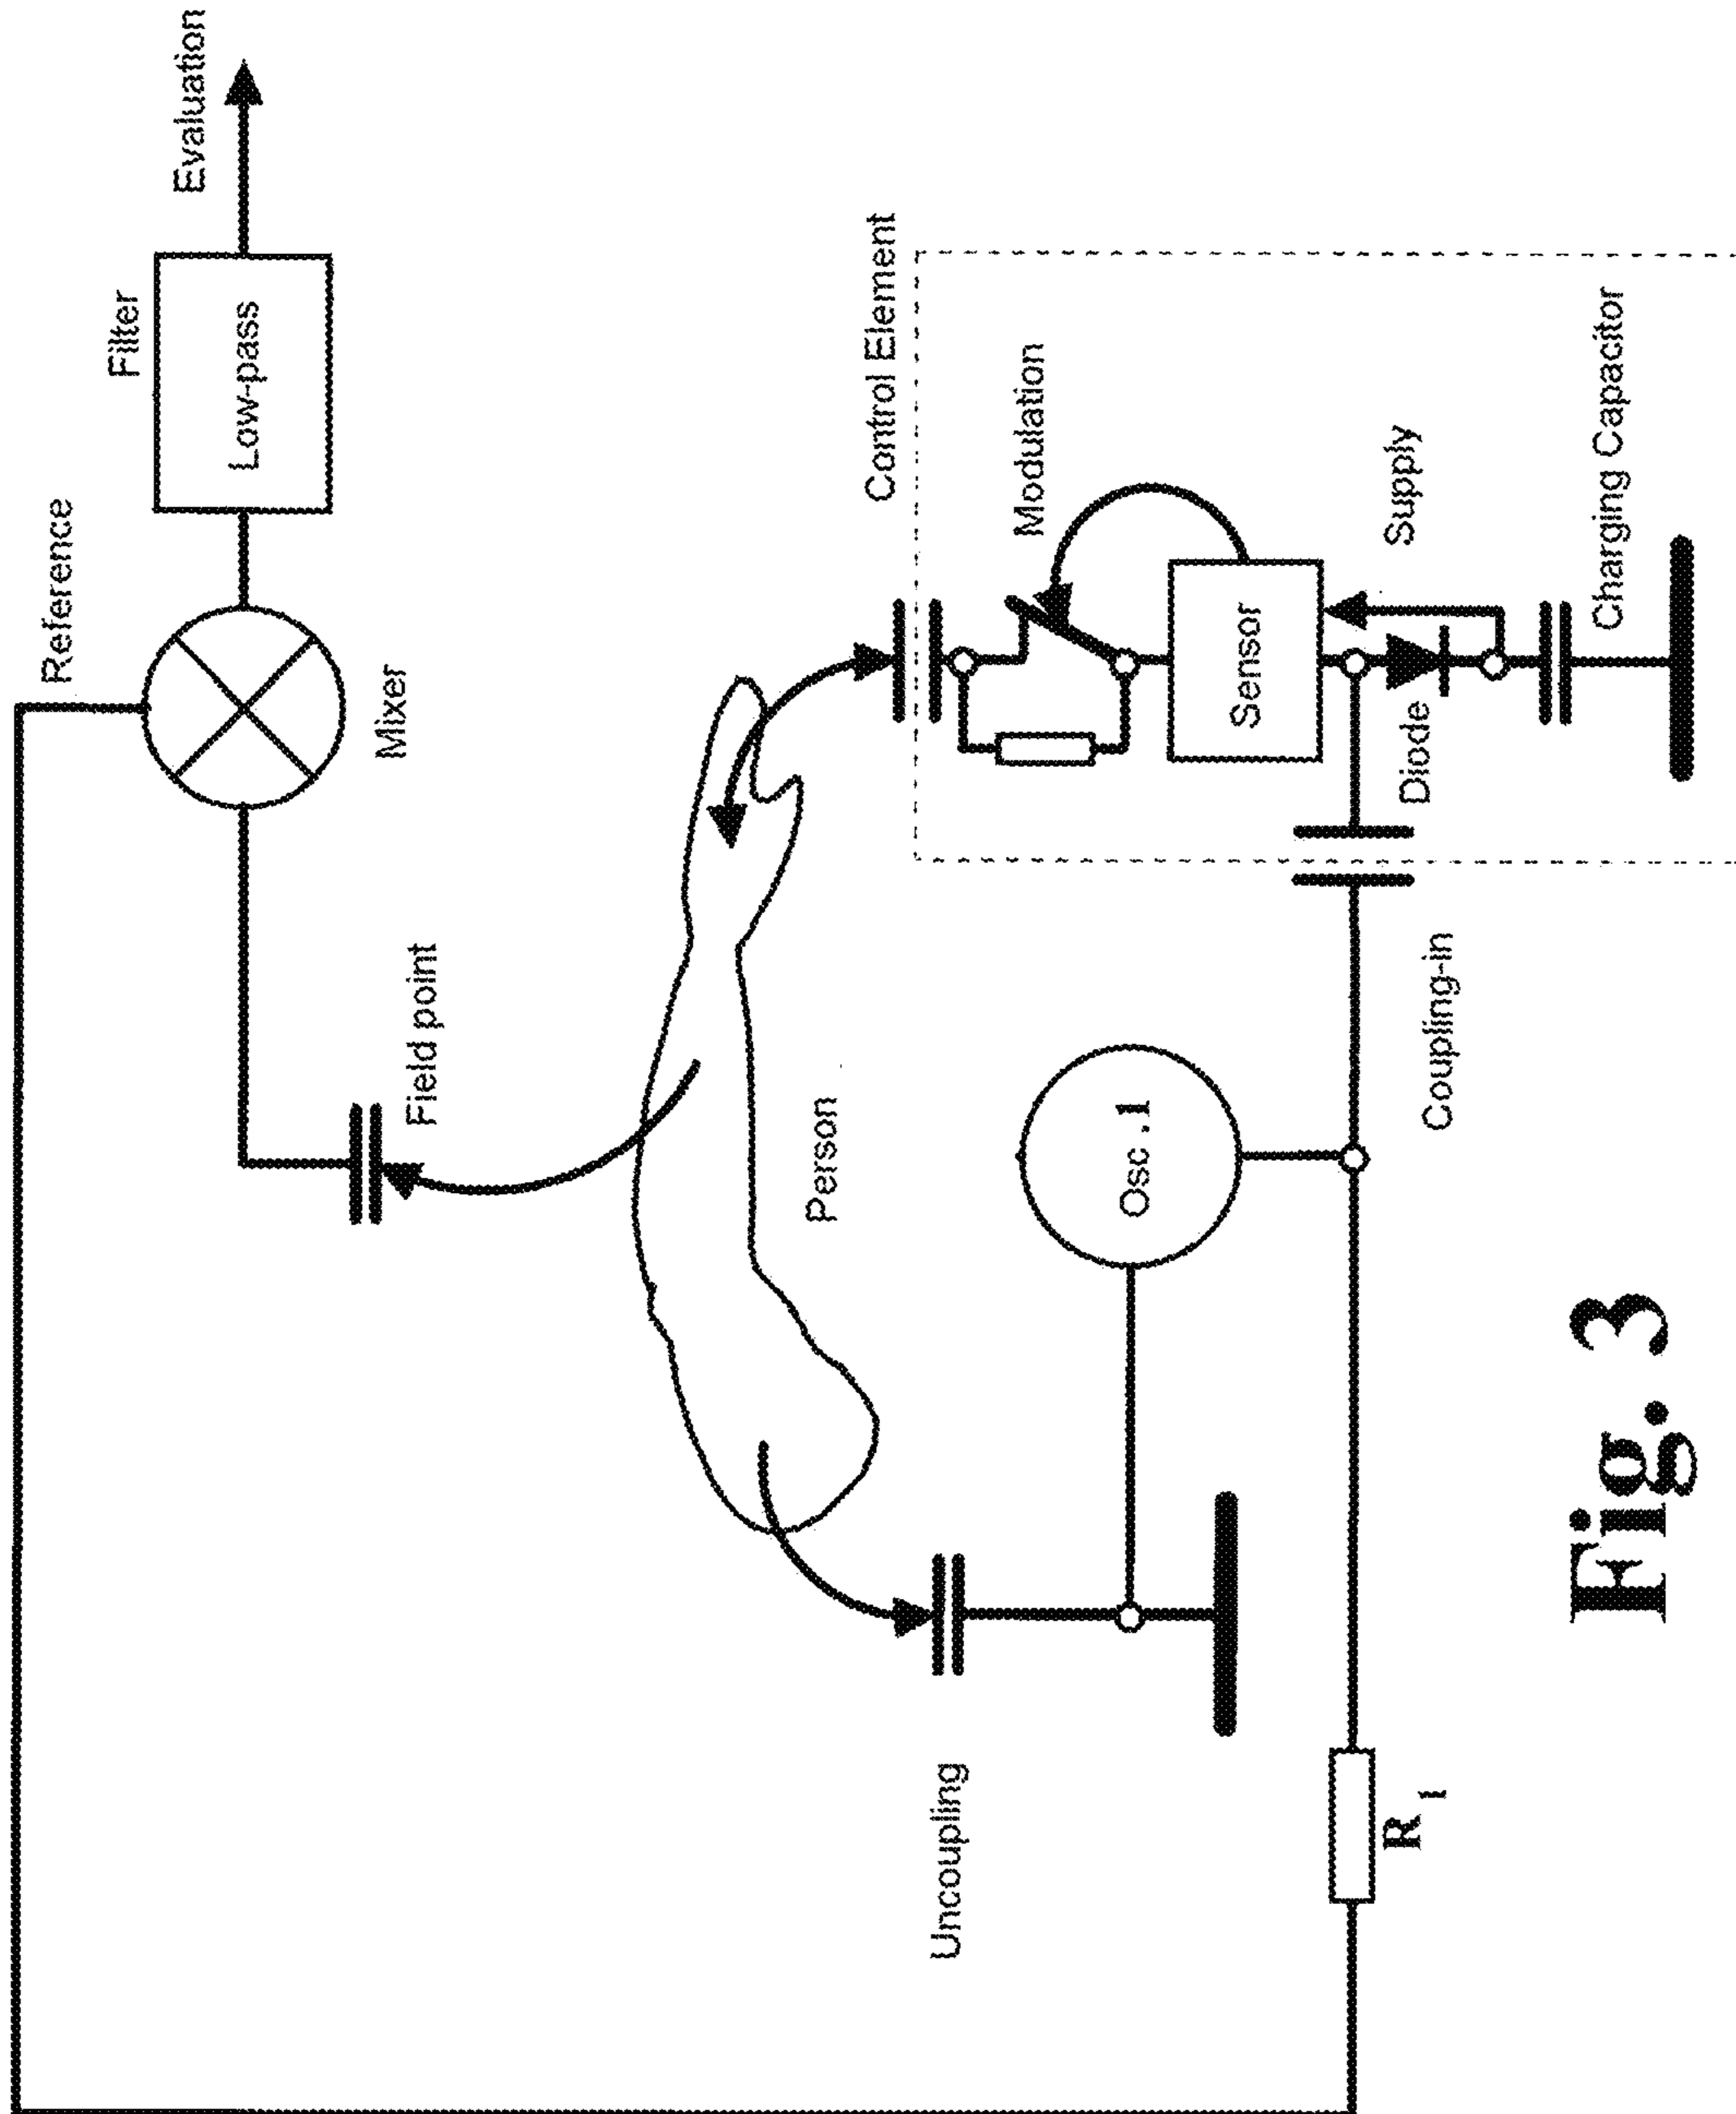 Reference
Filter
Evaluation
Low-pass
Mixer
Field point
Control Element
Person
Modulation
Uncoupling
Osc .1
Sensor
Supply
Diode
Coupling-in
Charging Capacitor
R 1
Fig. 3